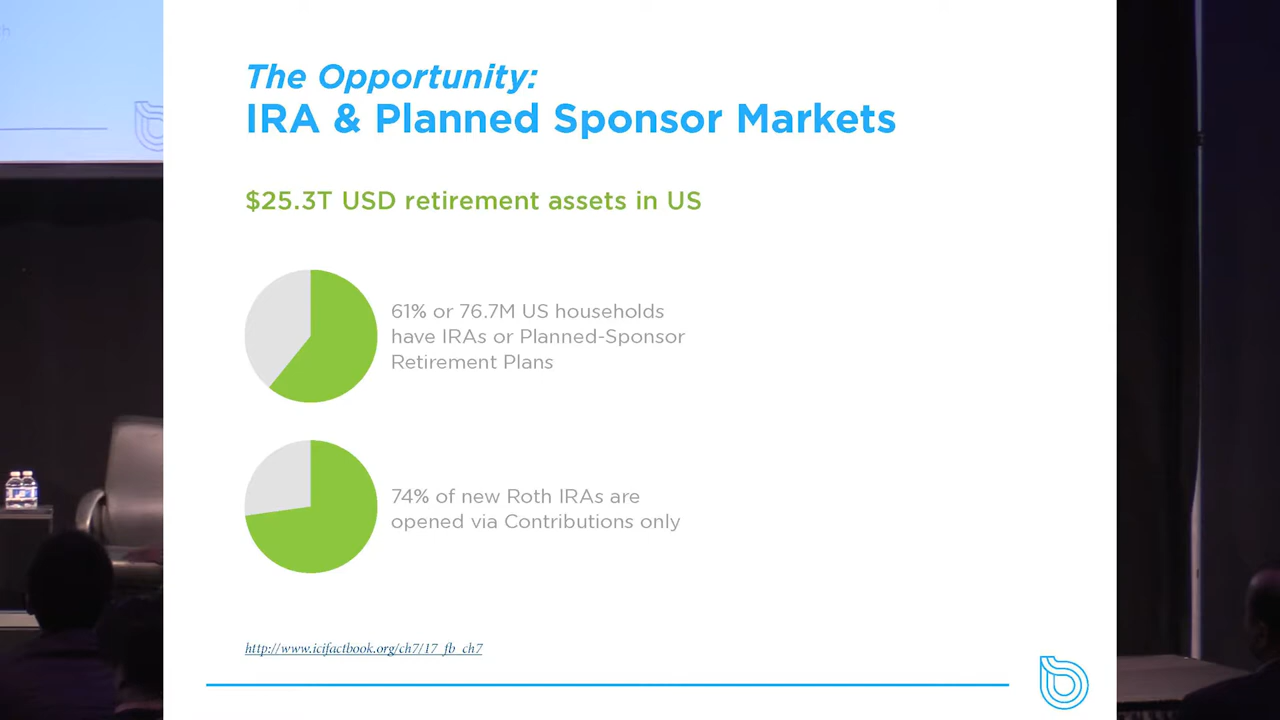 The Opportunity:
IRA & Planned Sponsor Markets
$25.3T USD retirement assets in US
61% or 76.7M US households
have IRAs or Planned-Sponsor
Retirement Plans
74% of new Roth IRAs are
opened via Contributions only
http://www.icifactbook.org/ch7/17_fb_ch7